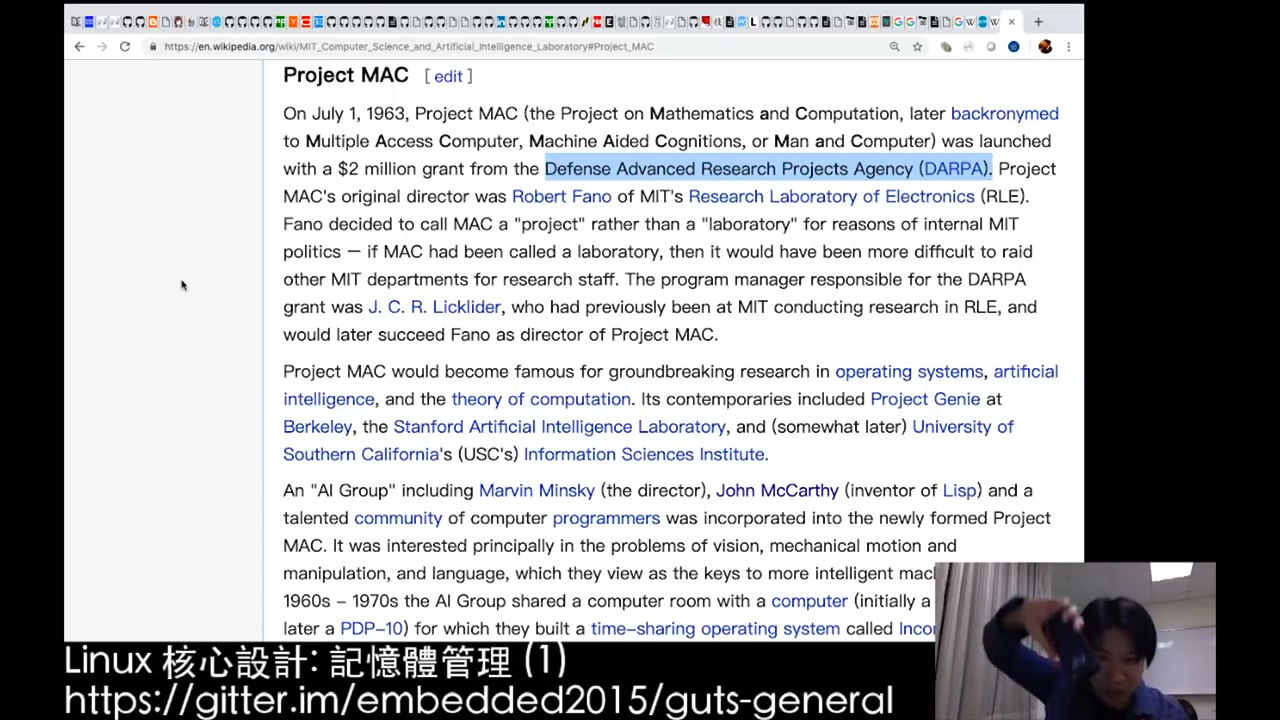 https://en.wikipedia.org/wiki/MIT_Computer_Science_and_Artificial_Intelligence_Laboratory#Project_MAC
Project MAC [ edit ]
On July 1, 1963, Project MAC (the Project on Mathematics and Computation, later backronymed
to Multiple Access Computer, Machine Aided Cognitions, or Man and Computer) was launched
with a $2 million grant from the Defense Advanced Research Projects Agency (DARPA). Project
MAC's original director was Robert Fano of MIT's Research Laboratory of Electronics (RLE).
Fano decided to call MAC a "project" rather than a "laboratory" for reasons of internal MIT
politics – if MAC had been called a laboratory, then it would have been more difficult to raid
other MIT departments for research staff. The program manager responsible for the DARPA
grant was J. C. R. Licklider, who had previously been at MIT conducting research in RLE, and
would later succeed Fano as director of Project MAC.
Project MAC would become famous for groundbreaking research in operating systems, artificial
intelligence, and the theory of computation. Its contemporaries included Project Genie at
Berkeley, the Stanford Artificial Intelligence Laboratory, and (somewhat later) University of
Southern California's (USC's) Information Sciences Institute.
An "AI Group" including Marvin Minsky (the director), John McCarthy (inventor of Lisp) and a
talented community of computer programmers was incorporated into the newly formed Project
MAC. It was interested principally in the problems of vision, mechanical motion and
manipulation, and language, which they view as the keys to more intelligent
1960s – 1970s the AI Group shared a computer room with a computer (initially a
later a PDP-10) for which they built a time-sharing operating system called
Linux 核心設計: 記憶體管理 (1)
https://gitter.im/embedded2015/guts-general